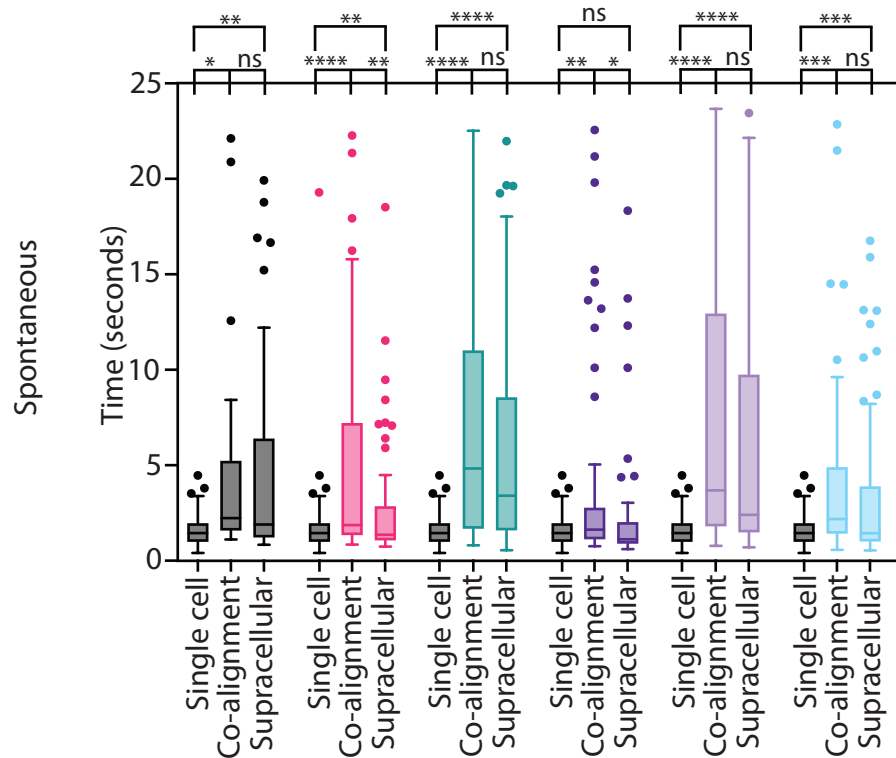 ** ** **** ns **** ***
* ns **** ** **** ns ** * **** ns *** ns
Spontaneous
Time (seconds)
25
20
15
10
5
0
Single cell
Co-alignment
Supracellular
Single cell
Co-alignment
Supracellular
Single cell
Co-alignment
Supracellular
Single cell
Co-alignment
Supracellular
Single cell
Co-alignment
Supracellular
Single cell
Co-alignment
Supracellular